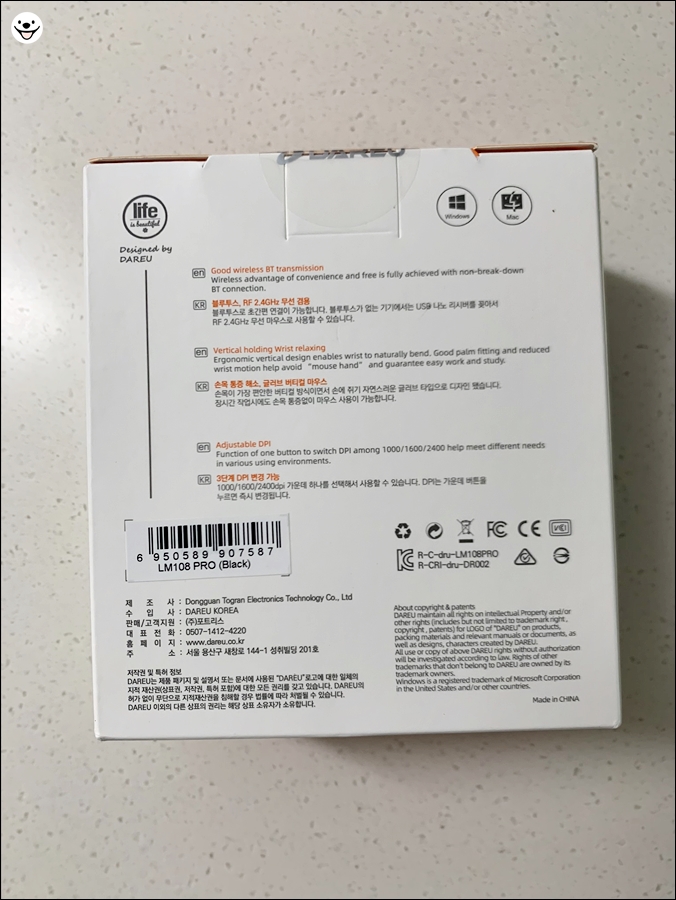 DAREU
life
is beautiful
Designed by
DAREU
Windows
Mac
en Good wireless BT transmission
Wireless advantage of convenience and free is fully achieved with non-break-down
BT connection.
KR 블루투스, RF 2.4GHz 무선 겸용
블루투스로 초간편 연결이 가능합니다. 블루투스가 없는 기기에서는 USB 나노 리시버를 꽂아서
RF 2.4GHz 무선 마우스로 사용할 수 있습니다.
en Vertical holding Wrist relaxing
Ergonomic vertical design enables wrist to naturally bend. Good palm fitting and reduced
wrist motion help avoid “mouse hand” and guarantee easy work and study.
KR 손목 통증 해소, 글러브 버티컬 마우스
손목이 가장 편안한 버티컬 방식이면서 손에 쥐기 자연스러운 글러브 타입으로 디자인 됐습니다.
장시간 작업시에도 손목 통증없이 마우스 사용이 가능합니다.
en Adjustable DPI
Function of one button to switch DPI among 1000/1600/2400 help meet different needs
in various using environments.
KR 3단계 DPI 변경 가능
1000/1600/2400dpi 가운데 하나를 선택해서 사용할 수 있습니다. DPI는 가운데 버튼을
누르면 즉시 변경됩니다.
6 950589 907587
LM108 PRO (Black)
FC CE
R-C-dru-LM108PRO
R-CRI-dru-DR002
제 조 사 : Dongguan Togran Electronics Technology Co., Ltd
수 입 사 : DAREU KOREA
판매/고객지원 : (주)포트리스
대 표 전 화 : 0507-1412-4220
홈 페 이 지 : www.dareu.co.kr
주 소 : 서울 용산구 새창로 144-1 성취빌딩 201호
저작권 및 특허 정보
DAREU는 제품 패키지 및 설명서 또는 문서에 사용된 "DAREU"로고에 대한 일체의
지적 재산권(상표권, 저작권, 특허 포함)에 대한 모든 권리를 갖고 있습니다. DAREU의
허가 없이 무단으로 지적재산권을 침해할 경우 법률에 따라 처벌될 수 있습니다.
DAREU 이외의 다른 상표의 권리는 해당 상표 소유자가 소유합니다.
About copyright & patents
DAREU maintain all rights on intellectual Property and/or
other rights (includes but not limited to trademark right ,
copyright , patents) for LOGO of "DAREU" on products,
packing materials and relevant manuals or documents, as
well as designs, characters created by DAREU.
All use or copy of above DAREU rights without authorization
will be investigated according to law. Rights of other
trademarks that don't belong to DAREU are owned by its
trademark owners.
Windows is a registered trademark of Microsoft Corporation
in the United States and/or other countries.
Made in CHINA